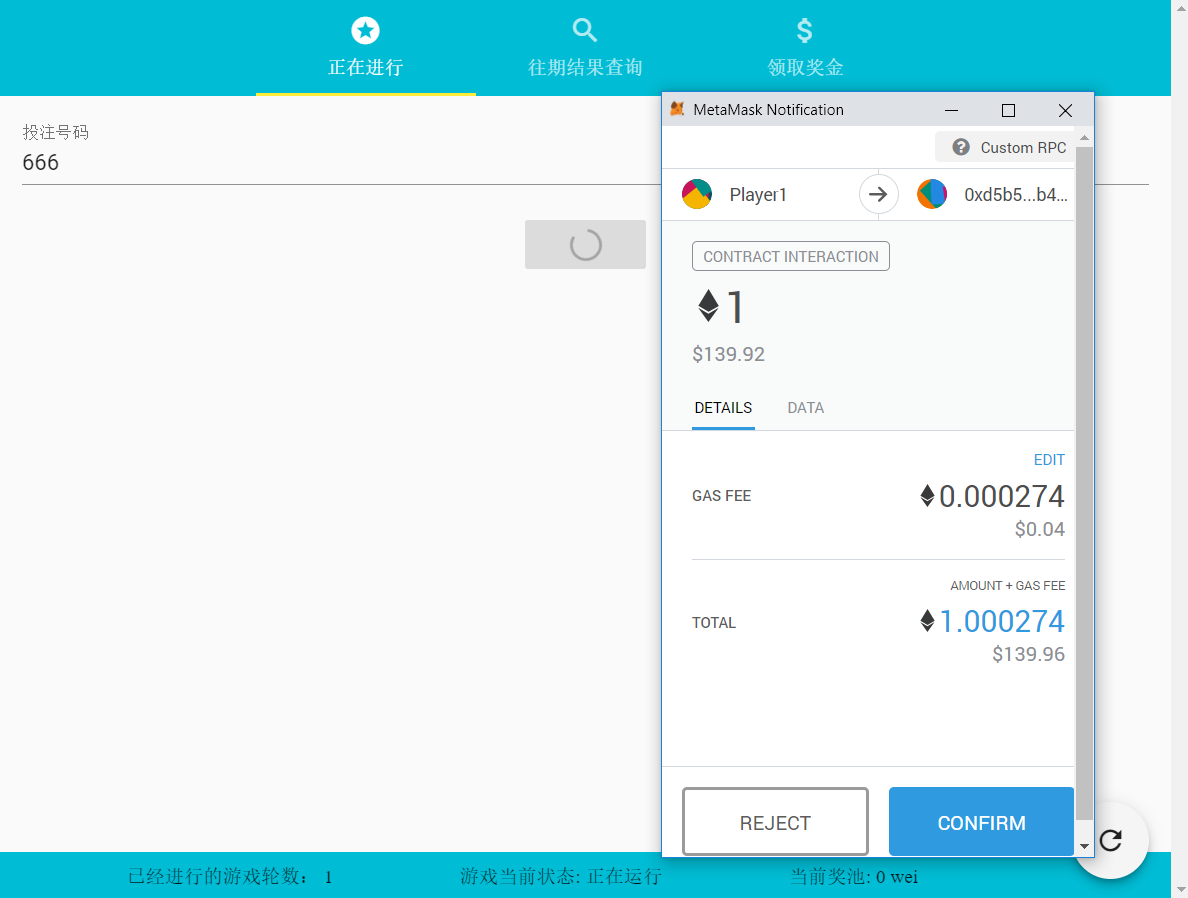 正在进行
往期结果查询
领取奖金
投注号码
666
MetaMask Notification
Custom RPC
Player1
0xd5b5...b4...
CONTRACT INTERACTION
1
$139.92
DETAILS
DATA
EDIT
GAS FEE
0.000274
$0.04
AMOUNT + GAS FEE
TOTAL
1.000274
$139.96
REJECT
CONFIRM
已经进行的游戏轮数： 1
游戏当前状态: 正在运行
当前奖池: 0 wei